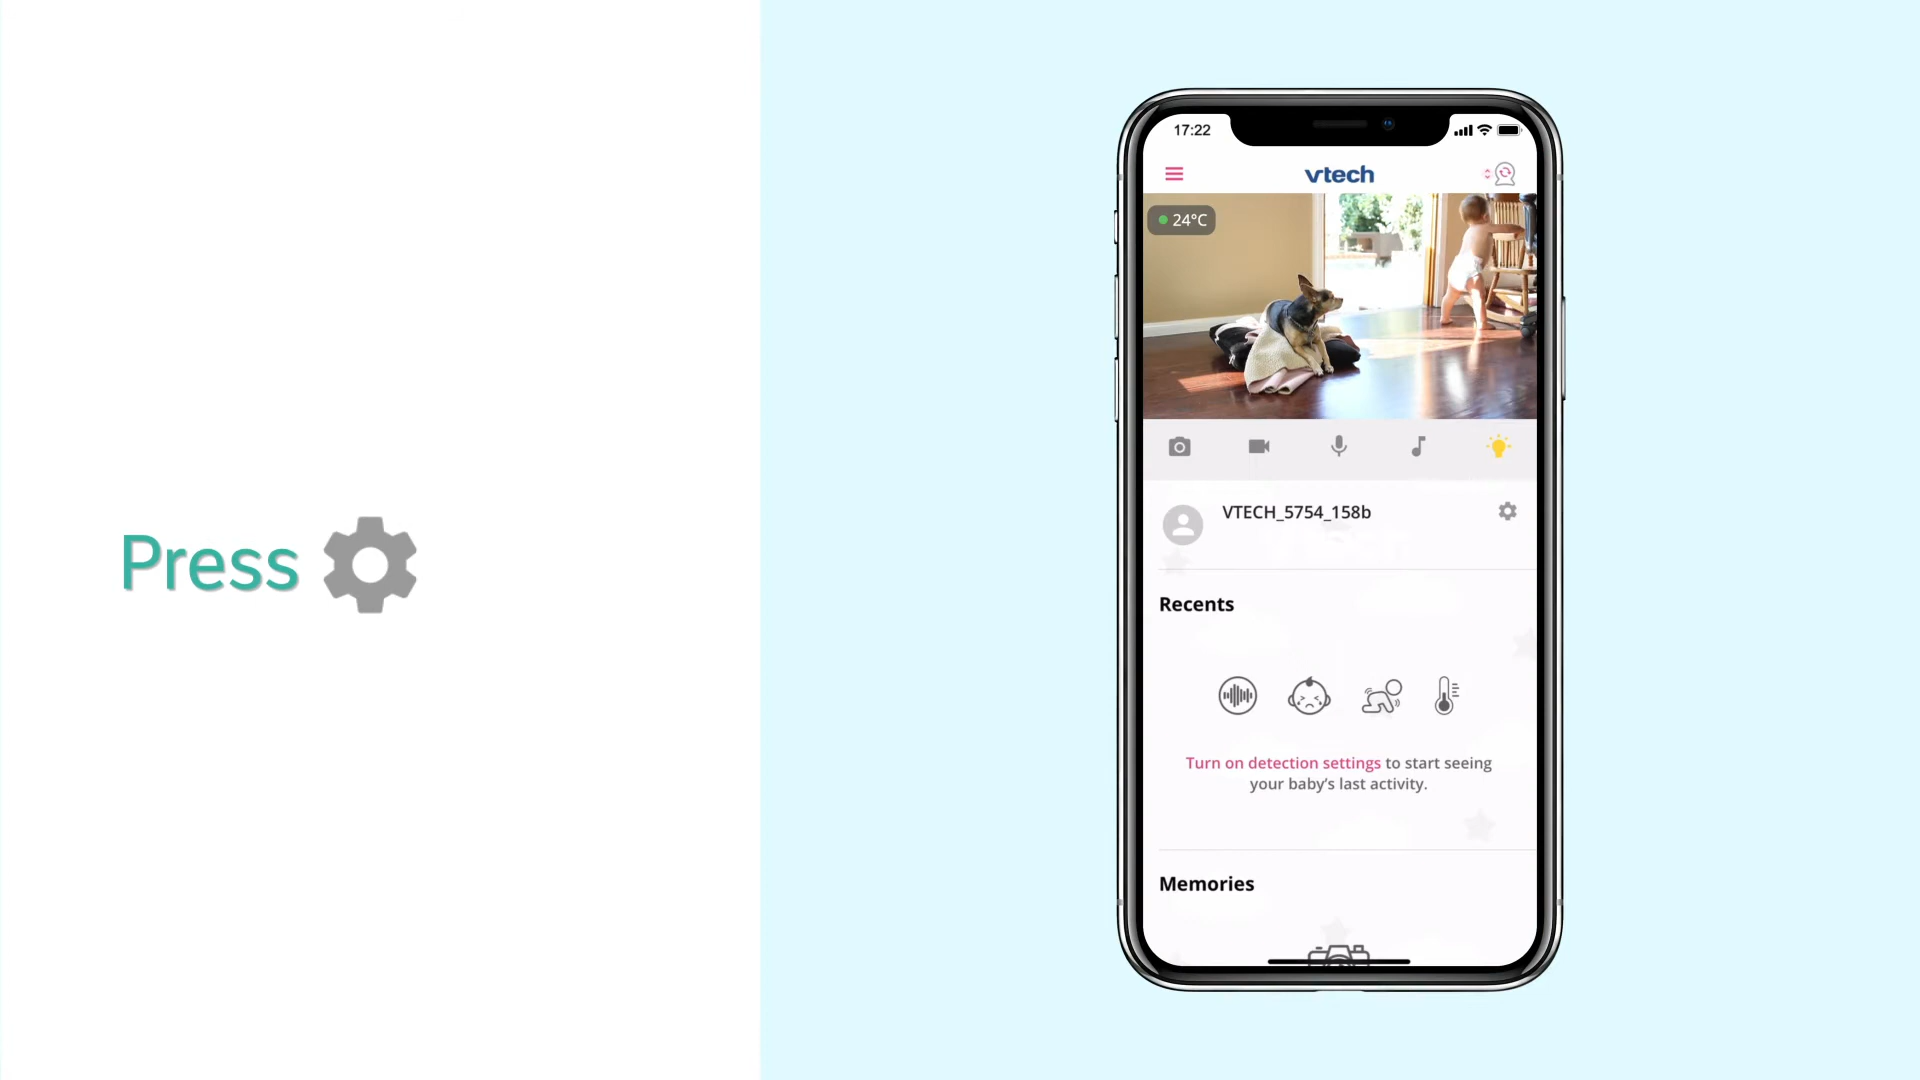 Press
17:22
vtech
24°C
VTECH_5754_158b
Recents
Turn on detection settings to start seeing
your baby’s last activity.
Memories